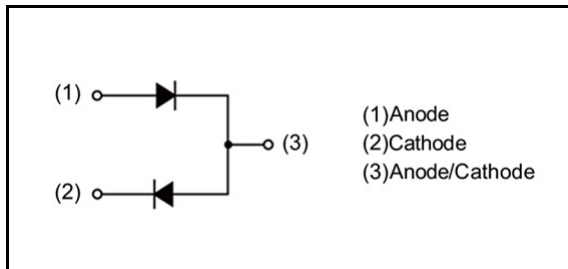 (1)
(2)
(3)
(1)Anode
(2)Cathode
(3)Anode/Cathode